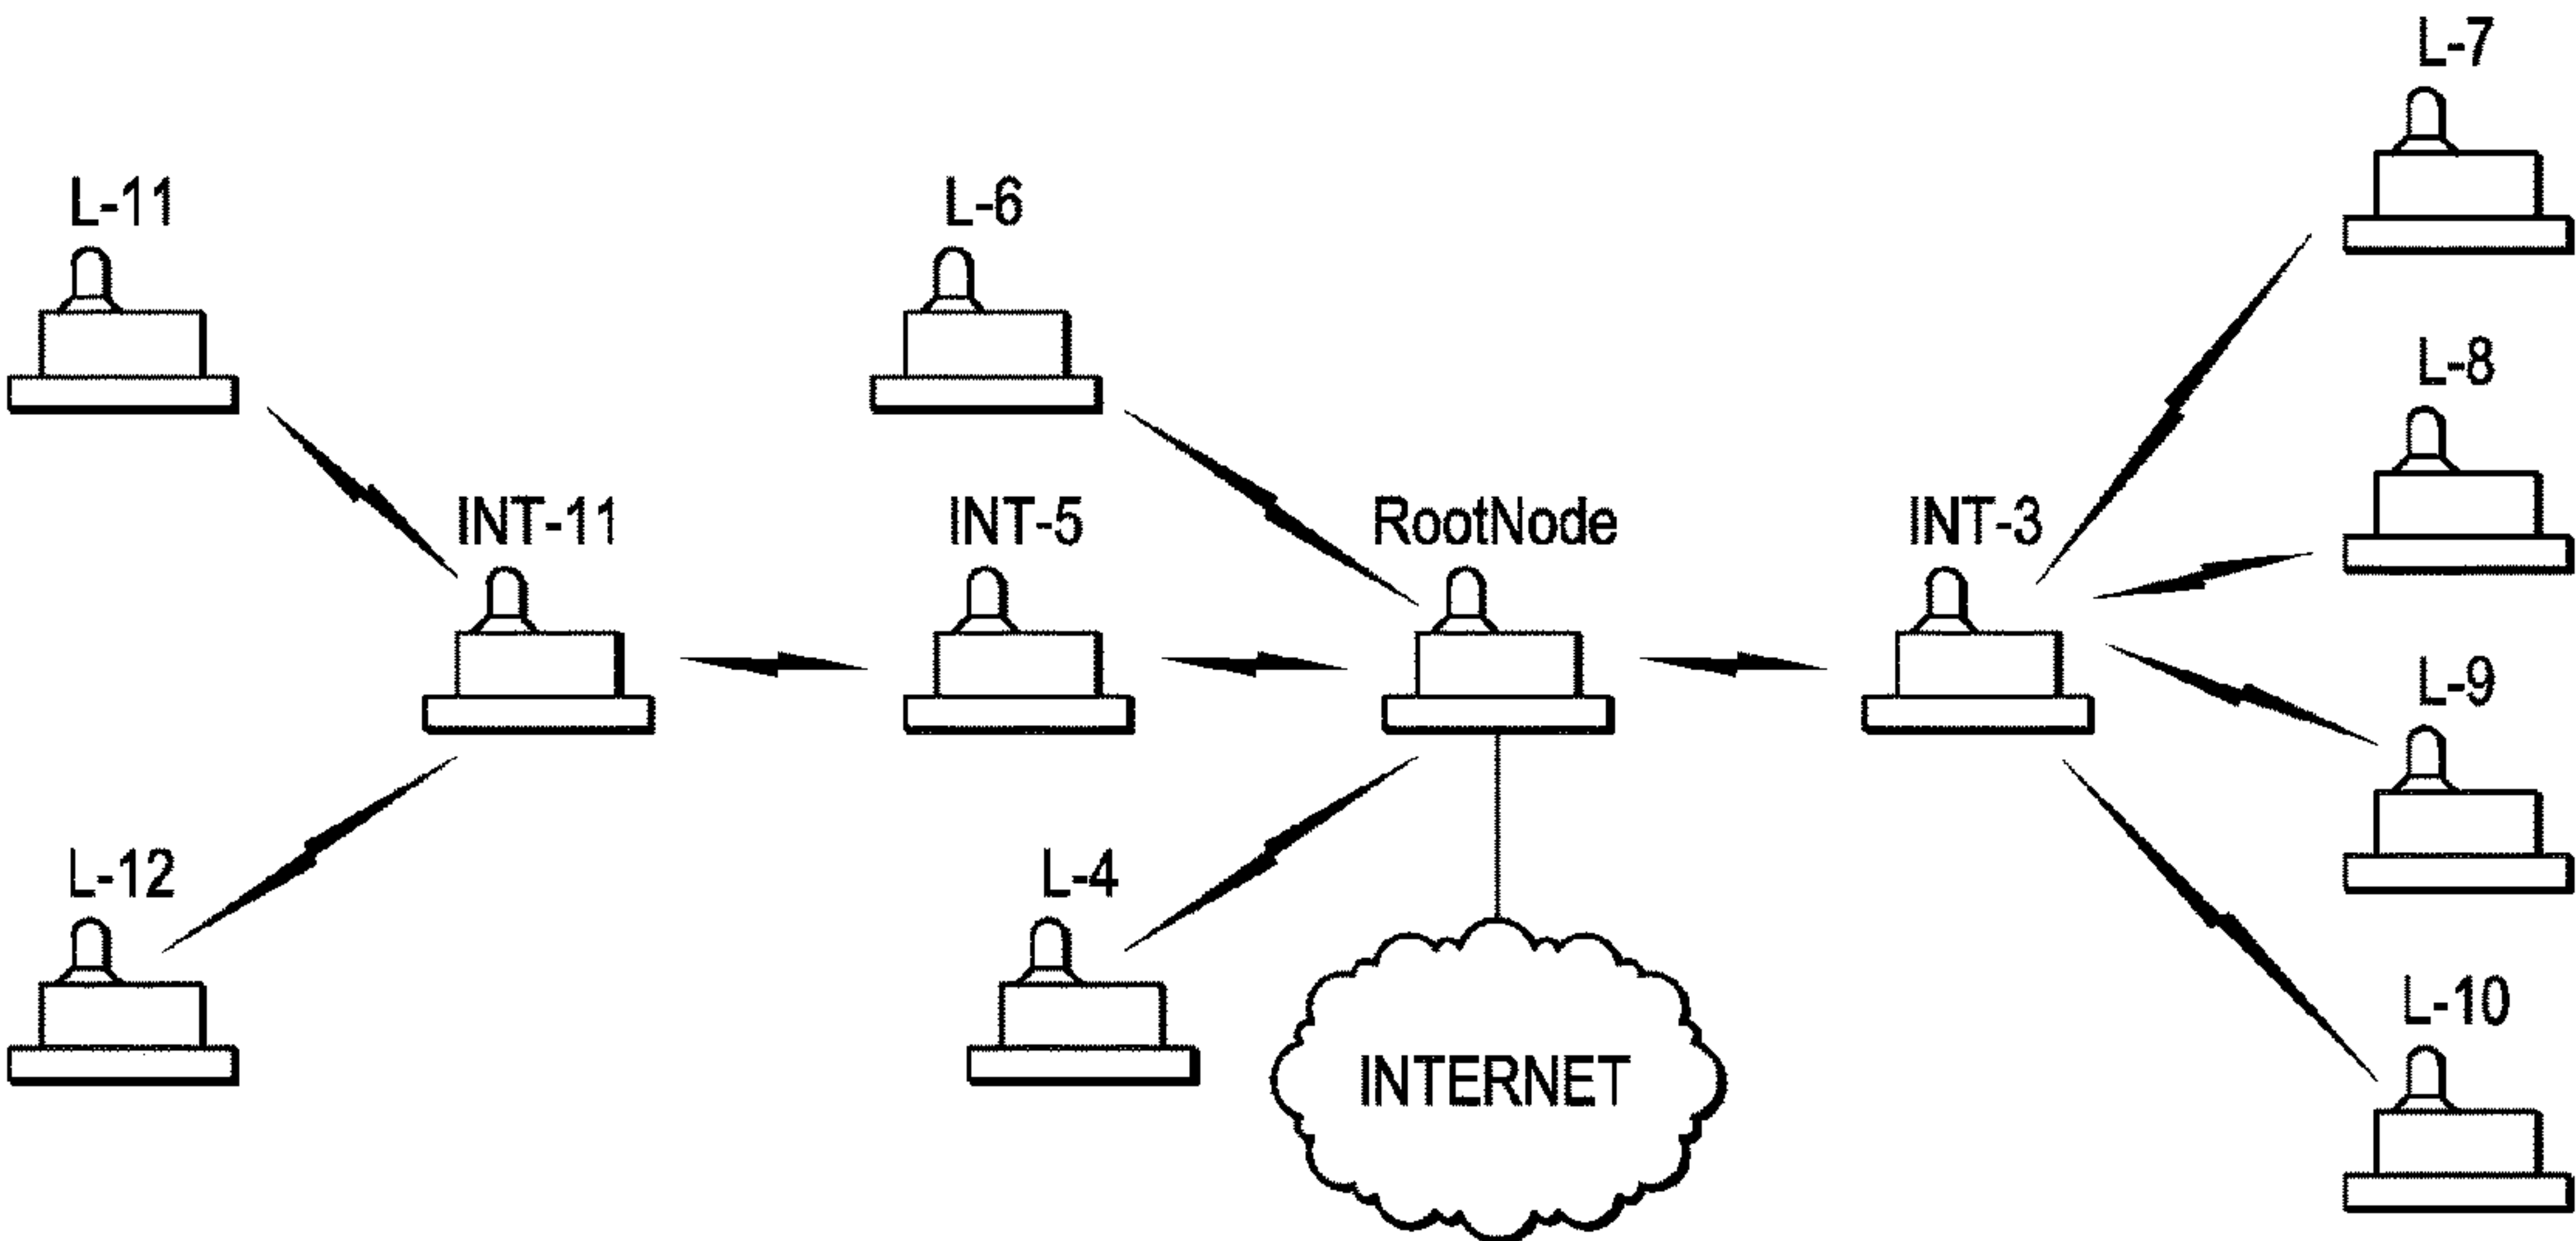 L-7
L-11
L-6
L-8
INT-11
INT-5
RootNode
INT-3
L-9
L-12
L-4
L-10
INTERNET